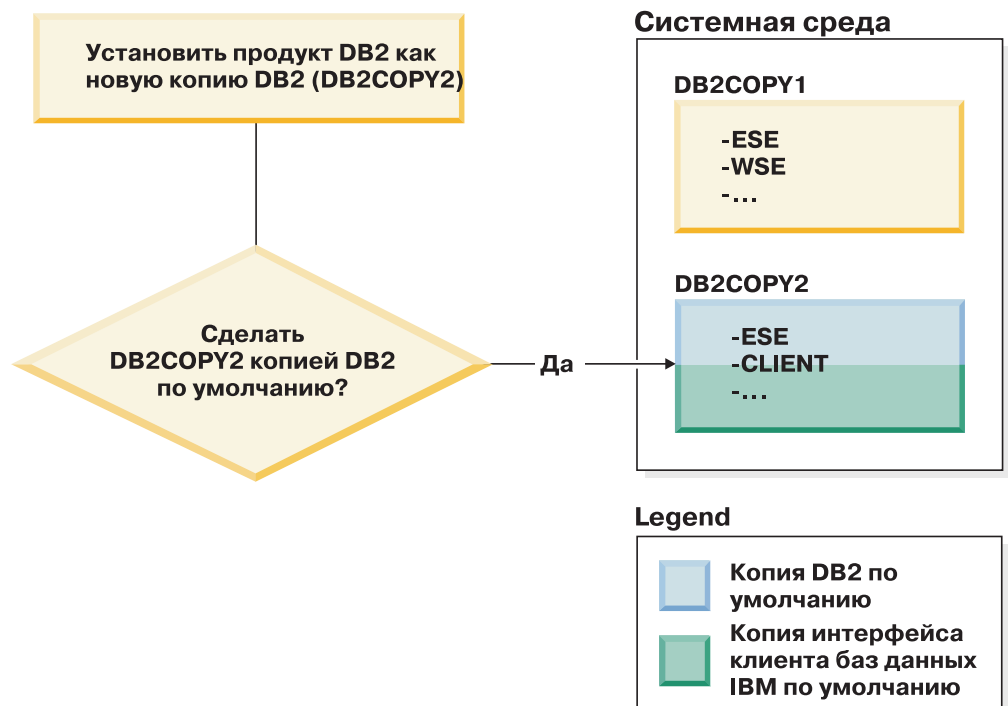 Установить продукт DB2 как
новую копию DB2 (DB2COPY2)
Сделать
DB2COPY2 копией DB2
по умолчанию?
Да
Системная среда
DB2COPY1
-ESE
-WSE
-...
DB2COPY2
-ESE
-CLIENT
-...
Legend
Копия DB2 по
умолчанию
Копия интерфейса
клиента баз данных
IBM по умолчанию